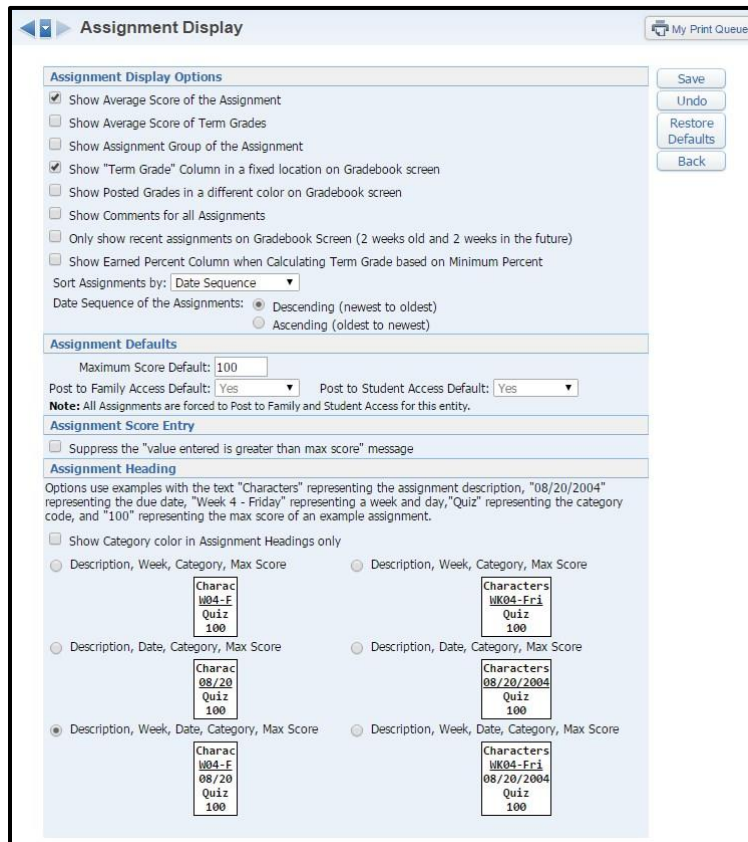 Assignment Display
My Print Queue
Assignment Display Options
Show Average Score of the Assignment
Show Average Score of Term Grades
Show Assignment Group of the Assignment
Show "Term Grade" Column in a fixed location on Gradebook screen
Show Posted Grades in a different color on Gradebook screen
Show Comments for all Assignments
Only show recent assignments on Gradebook Screen (2 weeks old and 2 weeks in the future)
Show Earned Percent Column when Calculating Term Grade based on Minimum Percent
Sort Assignments by: Date Sequence
Date Sequence of the Assignments: Descending (newest to oldest)
Ascending (oldest to newest)
Save
Undo
Restore
Defaults
Back
Assignment Defaults
Maximum Score Default: 100
Post to Family Access Default: Yes Post to Student Access Default: Yes
Note: All Assignments are forced to Post to Family and Student Access for this entity.
Assignment Score Entry
Suppress the "value entered is greater than max score" message
Assignment Heading
Options use examples with the text "Characters" representing the assignment description, "08/20/2004"
representing the due date, "Week 4 - Friday" representing a week and day,"Quiz" representing the category
code, and "100" representing the max score of an example assignment.
Show Category color in Assignment Headings only
Description, Week, Category, Max Score
Charac
W04-F
Quiz
100
Description, Week, Category, Max Score
Characters
WK04-Fri
Quiz
100
Description, Date, Category, Max Score
Charac
08/20
Quiz
100
Description, Date, Category, Max Score
Characters
08/20/2004
Quiz
100
Description, Week, Date, Category, Max Score
Charac
W04-F
08/20
Quiz
100
Description, Week, Date, Category, Max Score
Characters
WK04-Fri
08/20/2004
Quiz
100